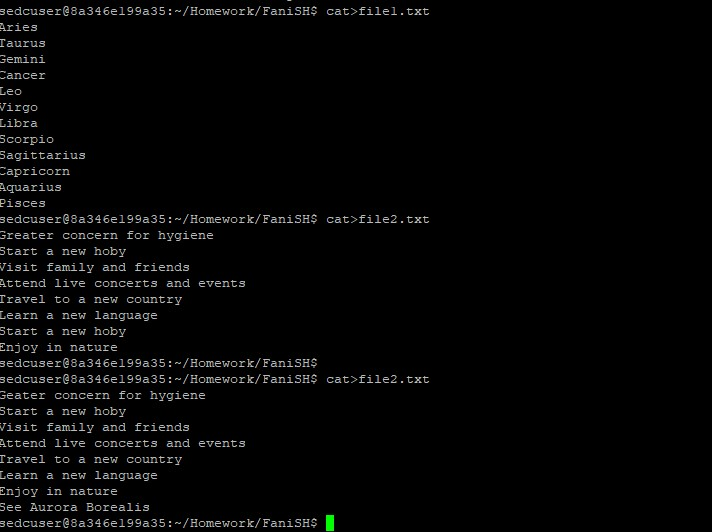 sedcuser@8a346e199a35:~/Homework/FaniSH$ cat>file1.txt
Aries
Taurus
Gemini
Cancer
Leo
Virgo
Libra
Scorpio
Sagittarius
Capricorn
Aquarius
Pisces
sedcuser@8a346e199a35:~/Homework/FaniSH$ cat>file2.txt
Greater concern for hygiene
Start a new hoby
Visit family and friends
Attend live concerts and events
Travel to a new country
Learn a new language
Start a new hoby
Enjoy in nature
sedcuser@8a346e199a35:~/Homework/FaniSH$
sedcuser@8a346e199a35:~/Homework/FaniSH$ cat>file2.txt
Geater concern for hygiene
Start a new hoby
Visit family and friends
Attend live concerts and events
Travel to a new country
Learn a new language
Enjoy in nature
See Aurora Borealis
sedcuser@8a346e199a35:~/Homework/FaniSH$